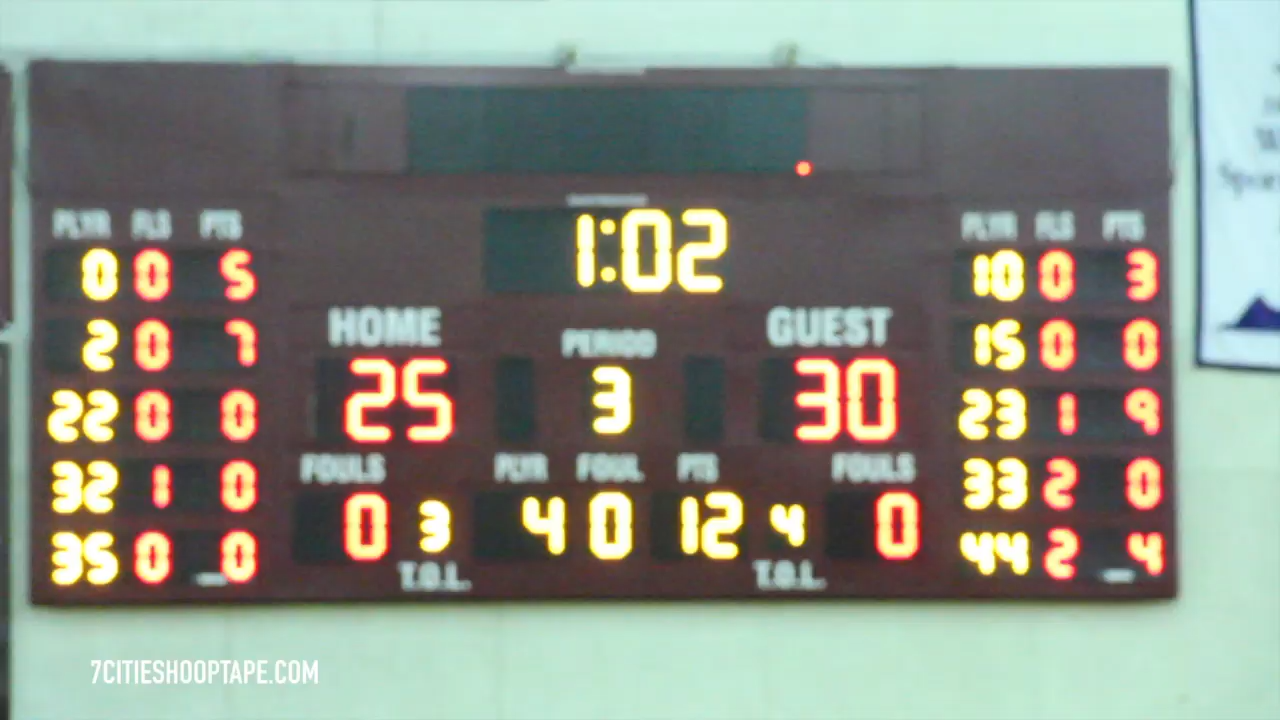 1:02
PLYR FLS PTS
0 0 5
2 0 7
22 0 0
32 1 0
35 0 0
HOME
25
PERIOD
3
GUEST
30
PLYR FLS PTS
10 0 3
15 0 0
23 1 9
33 2 0
44 2 4
FOULS PLYR FOUL PTS FOULS
0 3 4 0 12 4 0
T.O.L. T.O.L.
7CITIESHOOPTAPE.COM